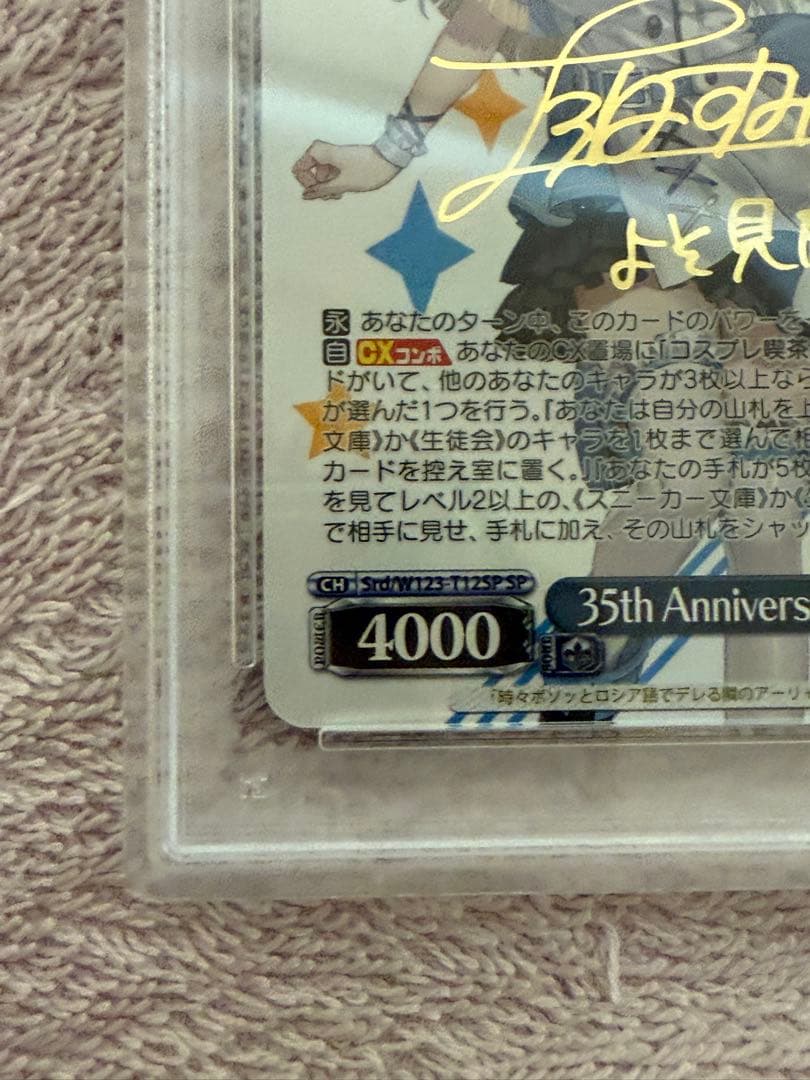 よそ見
永 あなたのターン中、このカードのパワーを
自 CXコンボ あなたのCX置場に「コスプレ喫茶
ドがいて、他のあなたのキャラが3枚以上なら
が選んだ1つを行う。『あなたは自分の山札を上
文庫》か《生徒会》のキャラを1枚まで選んで相
カードを控え室に置く。』『あなたの手札が5枚
を見てレベル2以上の、《スニーカー文庫》か
で相手に見せ、手札に加え、その山札をシャッ
CH Srd/W123-T12SP SP
35th Annivers
POWER 4000
『時々ボソッとロシア語でデレる隣のアーリ